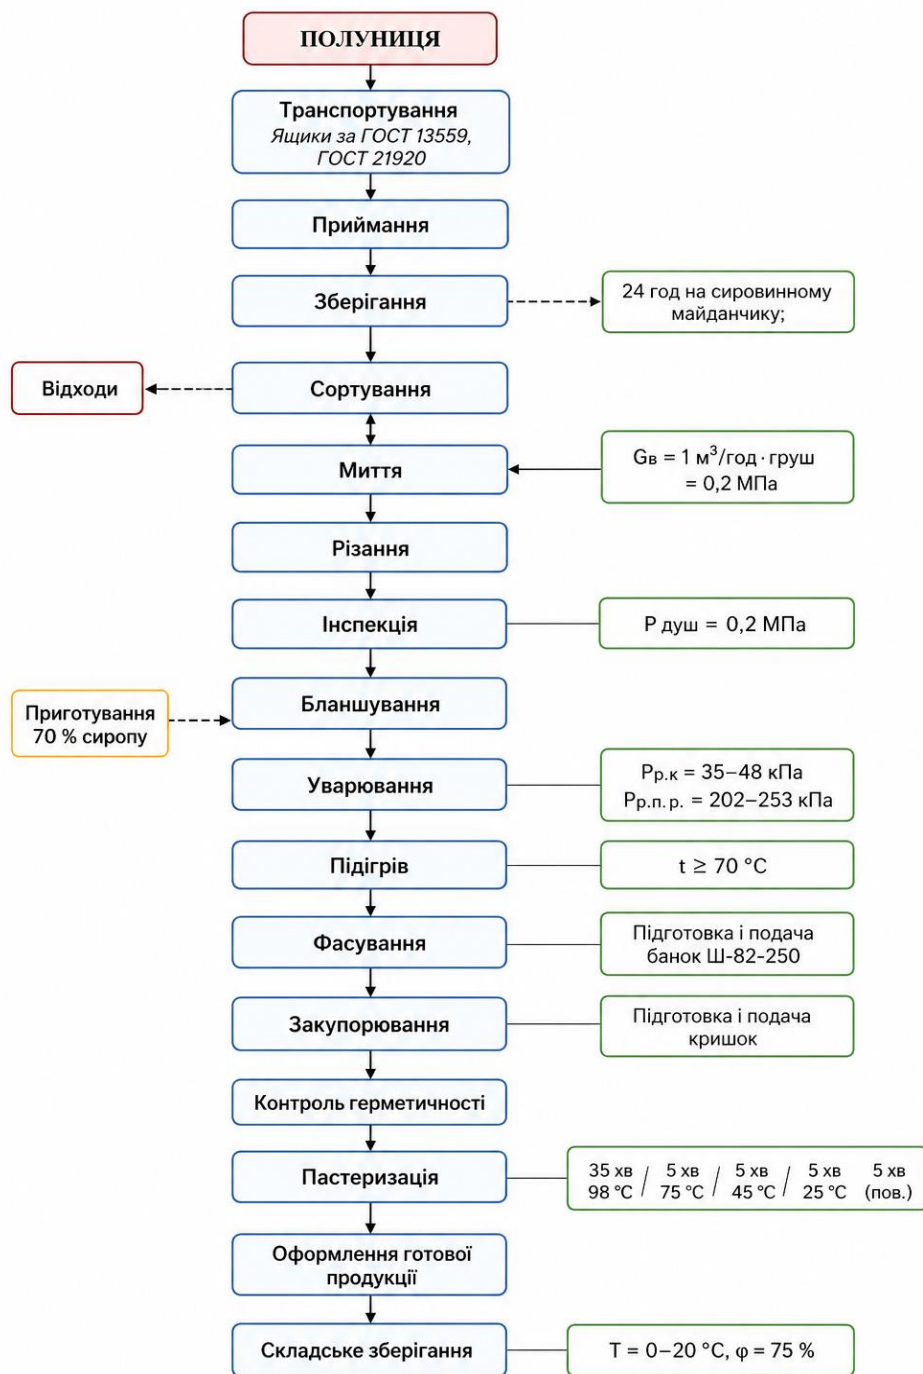 ПОЛУНИЦЯ
Транспортування
Ящики за ГОСТ 13559,
ГОСТ 21920
Приймання
Зберігання
24 год на сировинному
майданчику;
Відходи
Сортування
Миття
Gв = 1 м³/год · груш
= 0,2 МПа
Різання
Інспекція
Р душ = 0,2 МПа
Приготування
70 % сиропу
Бланшування
Уварювання
Рр.к = 35–48 кПа
Рр.п.р. = 202–253 кПа
Підігрів
t ≥ 70 °C
Фасування
Підготовка і подача
банок Ш-82-250
Закупорювання
Підготовка і подача
кришок
Контроль герметичності
Пастеризація
35 хв / 5 хв / 5 хв / 5 хв 5 хв
98 °C 75 °C 45 °C 25 °C (пов.)
Оформлення готової
продукції
Складське зберігання
Т = 0–20 °C, φ = 75 %